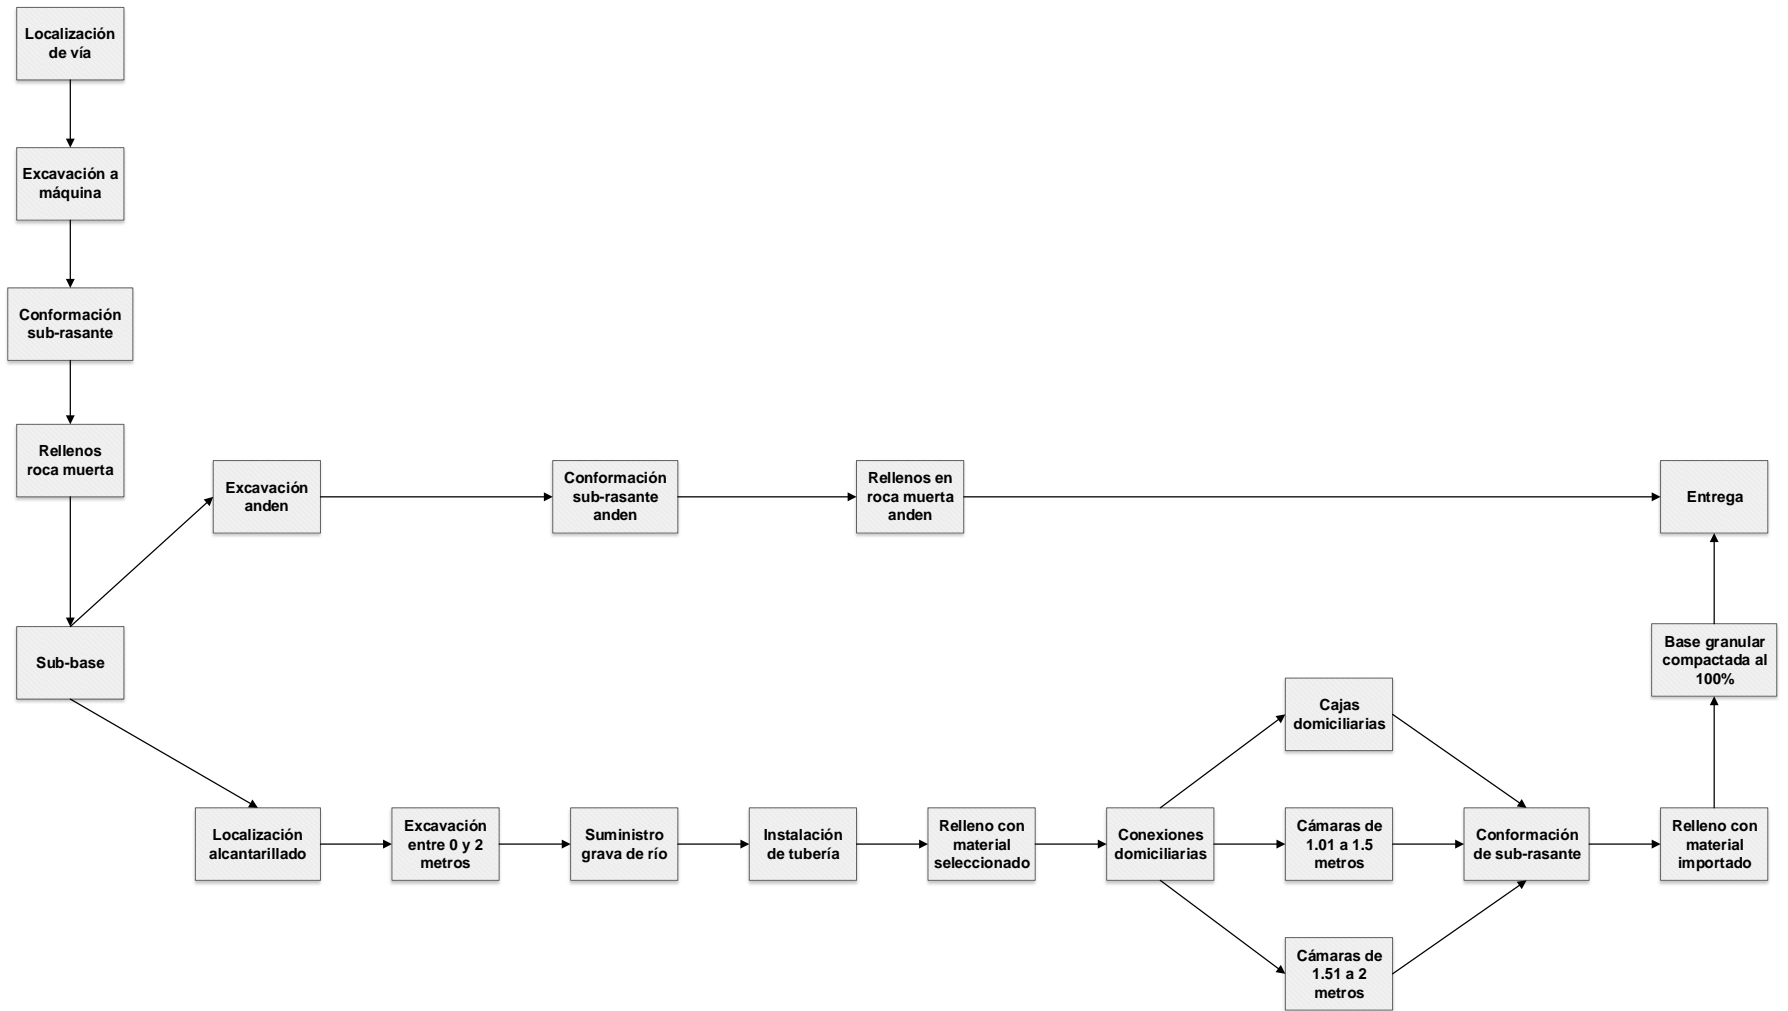 Localización
de vía
Excavación a
máquina
Conformación
sub-rasante
Rellenos
roca muerta
Sub-base
Excavación
anden
Conformación
sub-rasante
anden
Rellenos en
roca muerta
anden
Entrega
Localización
alcantarillado
Excavación
entre 0 y 2
metros
Suministro
grava de río
Instalación
de tubería
Relleno con
material
seleccionado
Conexiones
domiciliarias
Cajas
domiciliarias
Cámaras de
1.01 a 1.5
metros
Cámaras de
1.51 a 2
metros
Conformación
de sub-rasante
Relleno con
material
importado
Base granular
compactada al
100%